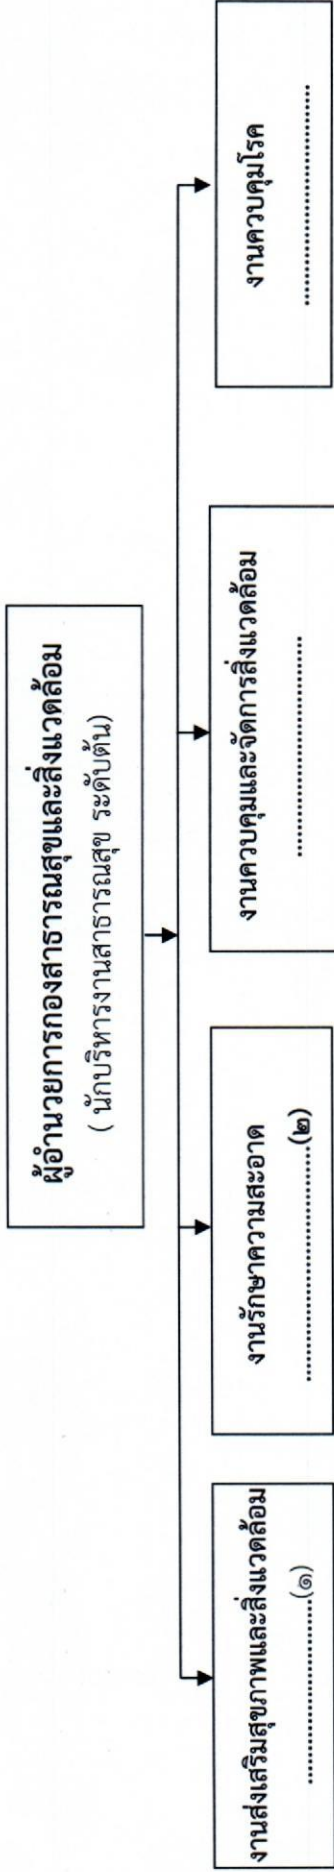 ผู้อำนวยการกองสาธารณสุขและสิ่งแวดล้อม
( นักบริหารงานสาธารณสุข ระดับต้น)
งานส่งเสริมสุขภาพและสิ่งแวดล้อม
........................................(๑)
งานรักษาความสะอาด
........................................(๒)
งานควบคุมและจัดการสิ่งแวดล้อม
........................................
งานควบคุมโรค
........................................